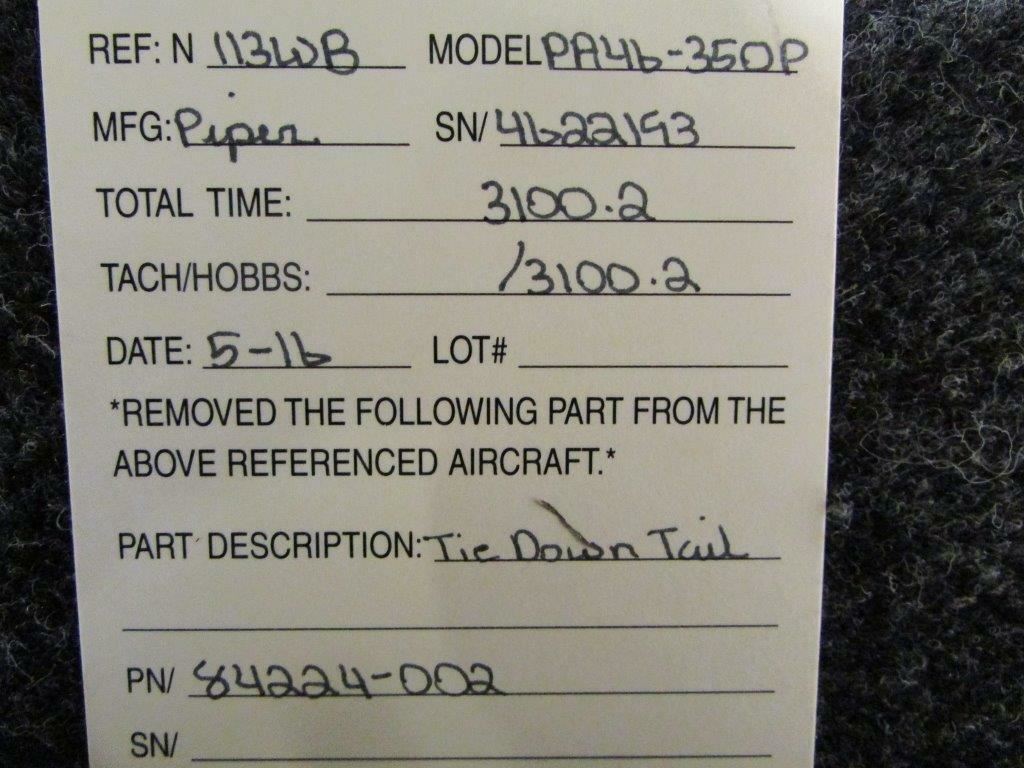 REF: N 113WB MODEL PA46-350P
MFG: Piper SN/ 4622193
TOTAL TIME: 3100.2
TACH/HOBBS: /3100.2
DATE: 5-16 LOT#
*REMOVED THE FOLLOWING PART FROM THE
ABOVE REFERENCED AIRCRAFT.*
PART DESCRIPTION: Tie Down Tail
PN/ 84224-002
SN/